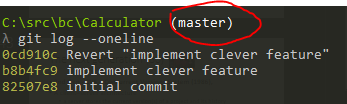 C:\src\bc\Calculator (master)
λ git log --oneline
0cd910c Revert "implement clever feature"
b8b4fc9 implement clever feature
82507e8 initial commit